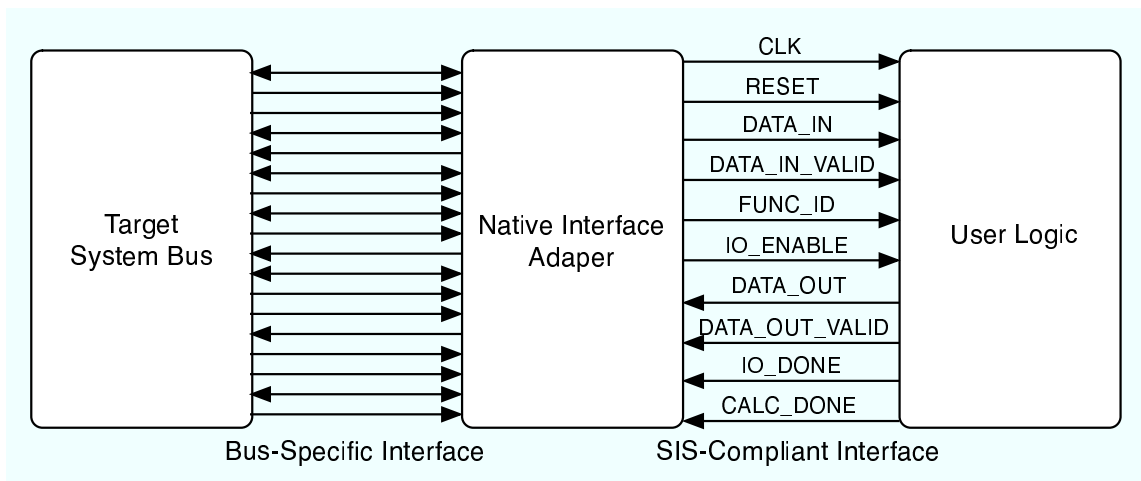 Target
System Bus
Native Interface
Adaper
User Logic
CLK
RESET
DATA_IN
DATA_IN_VALID
FUNC_ID
IO_ENABLE
DATA_OUT
DATA_OUT_VALID
IO_DONE
CALC_DONE
Bus-Specific Interface
SIS-Compliant Interface